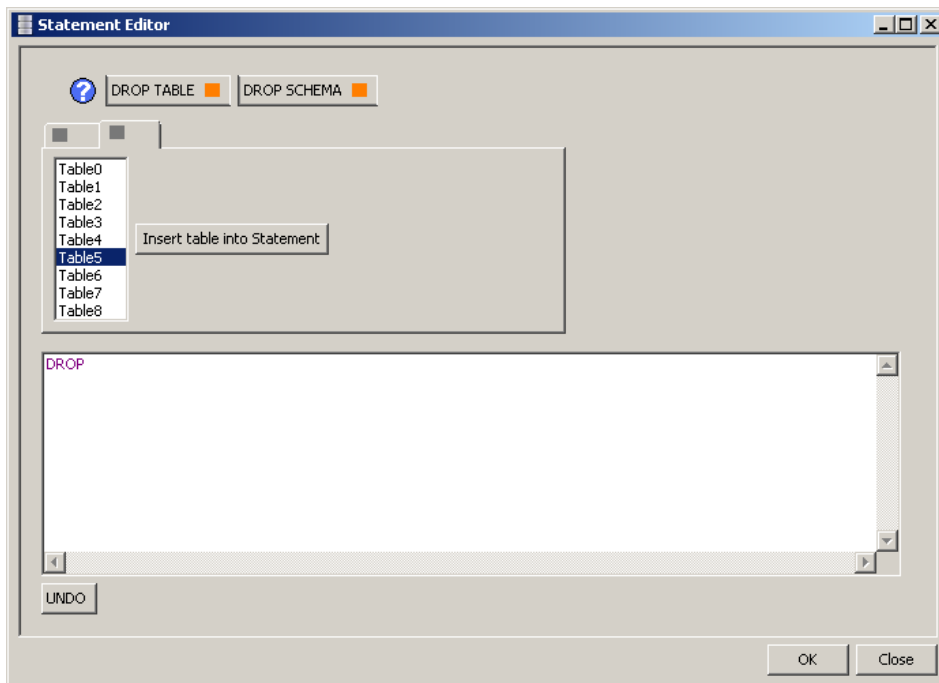 Statement Editor
DROP TABLE
DROP SCHEMA
Table0
Table1
Table2
Table3
Table4
Table5
Table6
Table7
Table8
Insert table into Statement
DROP
UNDO
OK
Close